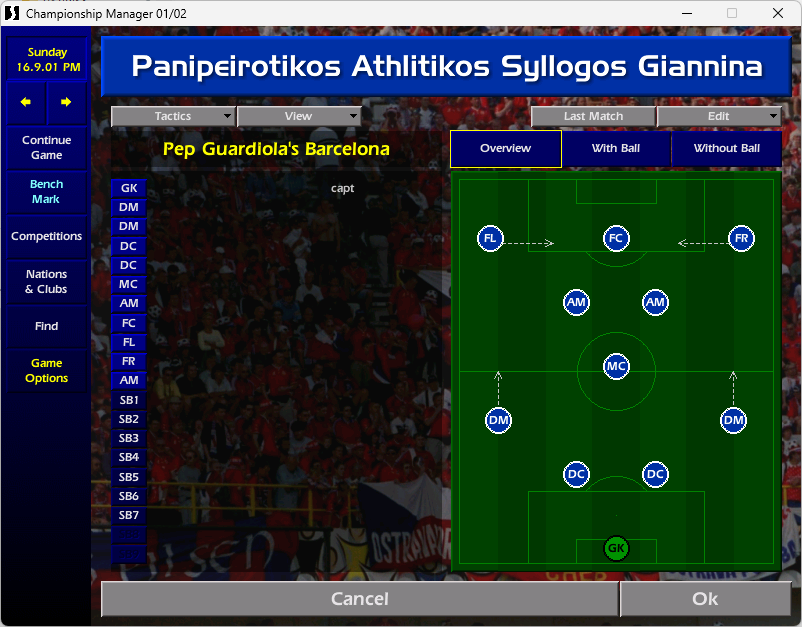 Championship Manager 01/02
Sunday
16.9.01 PM
Panipeirotikos Athlitikos Syllogos Giannina
Continue
Game
Bench
Mark
Competitions
Nations
& Clubs
Find
Game
Options
Tactics
View
Last Match
Edit
Pep Guardiola's Barcelona
Overview
With Ball
Without Ball
GK
capt
DM
DM
DC
DC
MC
AM
FC
FL
FR
AM
SB1
SB2
SB3
SB4
SB5
SB6
SB7
FL
FC
FR
AM
AM
MC
DM
DM
DC
DC
GK
Cancel
Ok